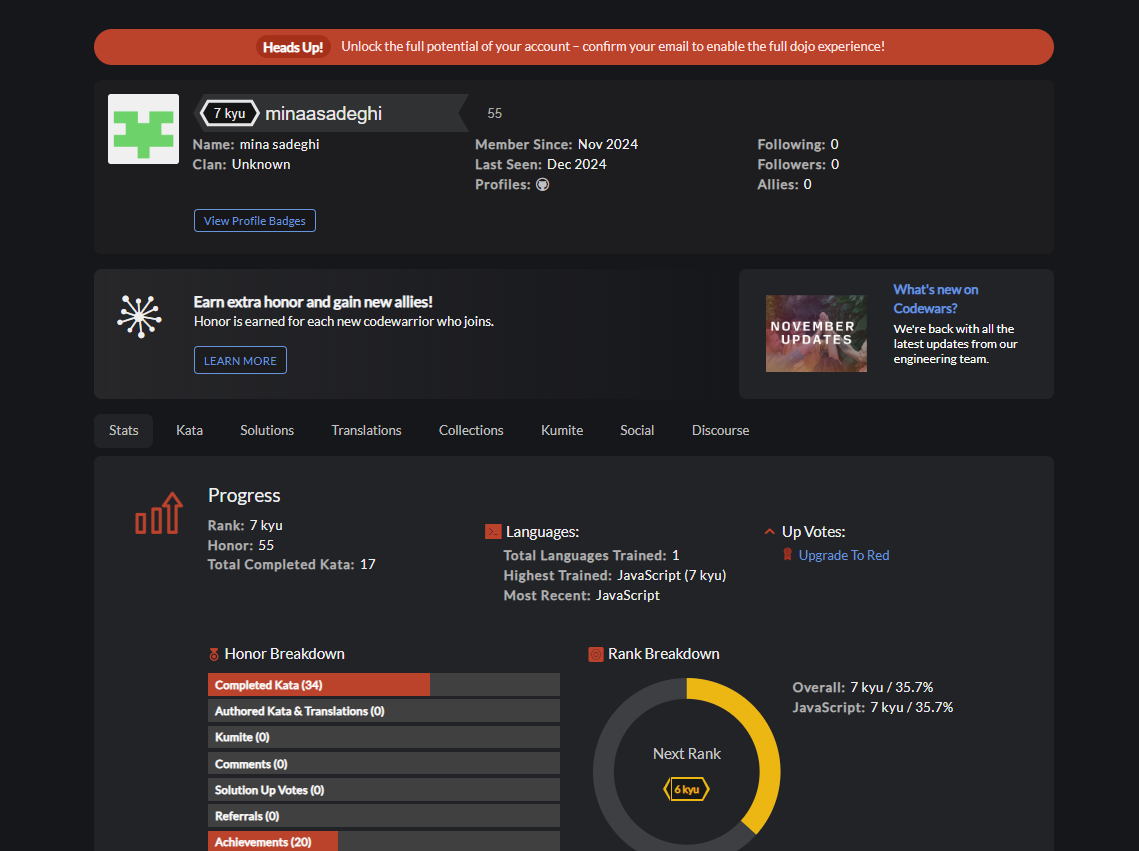 Heads Up! Unlock the full potential of your account – confirm your email to enable the full dojo experience!
7 kyu minaasadeghi 55
Name: mina sadeghi
Clan: Unknown
Member Since: Nov 2024
Last Seen: Dec 2024
Profiles:
Following: 0
Followers: 0
Allies: 0
View Profile Badges
Earn extra honor and gain new allies!
Honor is earned for each new codewarrior who joins.
LEARN MORE
NOVEMBER
UPDATES
What's new on
Codewars?
We're back with all the
latest updates from our
engineering team.
Stats Kata Solutions Translations Collections Kumite Social Discourse
Progress
Rank: 7 kyu
Honor: 55
Total Completed Kata: 17
Languages:
Total Languages Trained: 1
Highest Trained: JavaScript (7 kyu)
Most Recent: JavaScript
Up Votes:
Upgrade To Red
Honor Breakdown
Completed Kata (34)
Authored Kata & Translations (0)
Kumite (0)
Comments (0)
Solution Up Votes (0)
Referrals (0)
Achievements (20)
Rank Breakdown
Next Rank
6 kyu
Overall: 7 kyu / 35.7%
JavaScript: 7 kyu / 35.7%